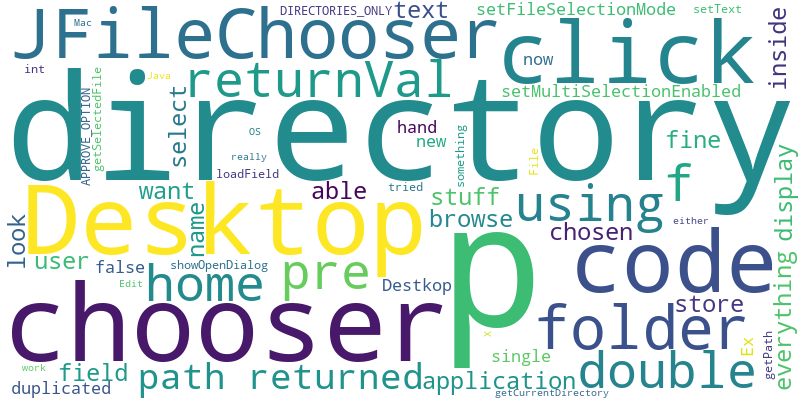 JFileChooser
Mac
DIRECTORIES_ONLY
text
setFileSelectionMode
setText
inside
int
Java
returnVal
click
now
setMultiSelectionEnabled
directory
APPROVE_OPTION
getSelectedFile
select
OS
really
loadField
hand
new
something
File
fine
f
want
able
tried
stuff
browse
using
chosen
either
everything display
look
Desktop
name
user
false
Edit
showOpenDialog
home
pre
Destkop
p
code
store
chooser
folder
x
Ex
getPath
work
field
duplicated
path returned
application
single
getCurrentDirectory
double